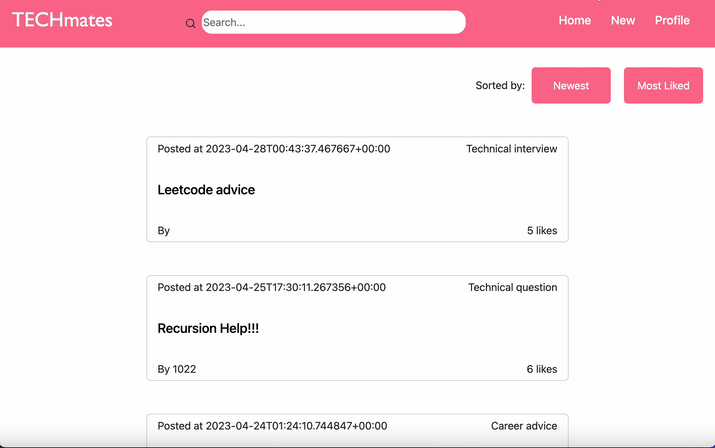 TECHmates
Search...
Home New Profile
Sorted by: Newest Most Liked
Posted at 2023-04-28T00:43:37.467667+00:00 Technical interview
Leetcode advice
By 5 likes
Posted at 2023-04-25T17:30:11.267356+00:00 Technical question
Recursion Help!!!
By 1022 6 likes
Posted at 2023-04-24T01:24:10.744847+00:00 Career advice